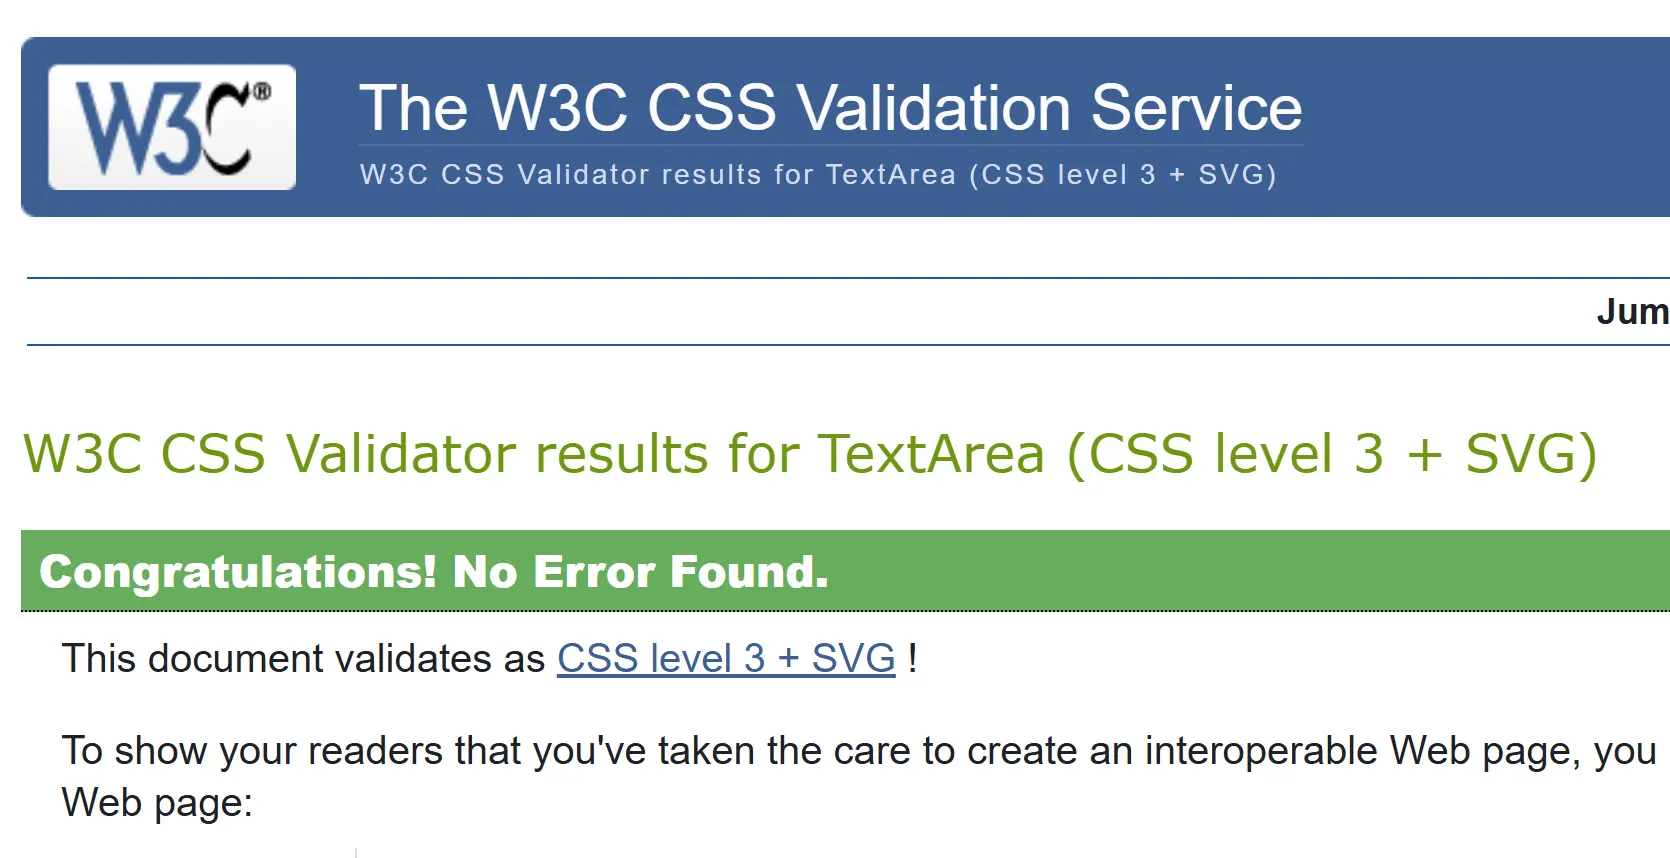 W3C®
The W3C CSS Validation Service
W3C CSS Validator results for TextArea (CSS level 3 + SVG)
Jum
W3C CSS Validator results for TextArea (CSS level 3 + SVG)
Congratulations! No Error Found.
This document validates as CSS level 3 + SVG !
To show your readers that you've taken the care to create an interoperable Web page, you
Web page: